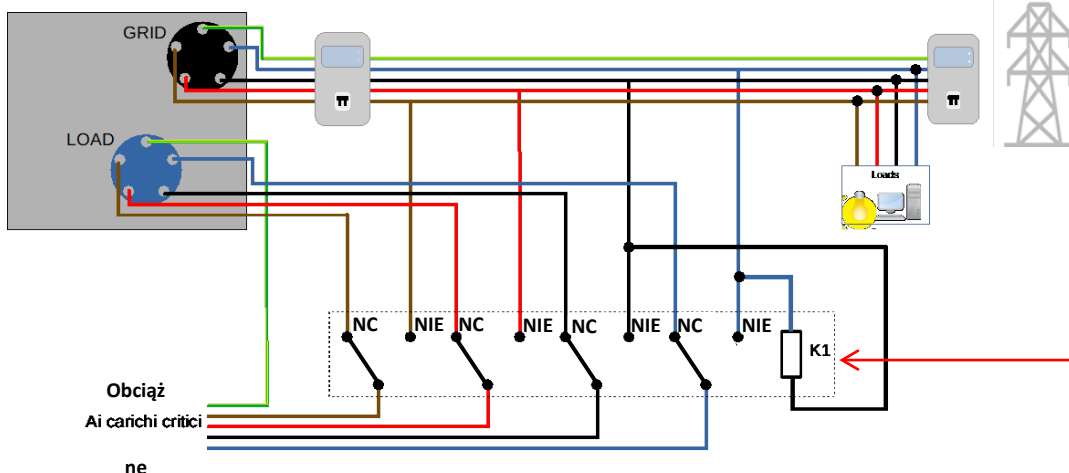 GRID
LOAD
Loads
NC NIE NC NIE NC NIE NC NIE
K1
Obciąż
Ai carichi critici
ne